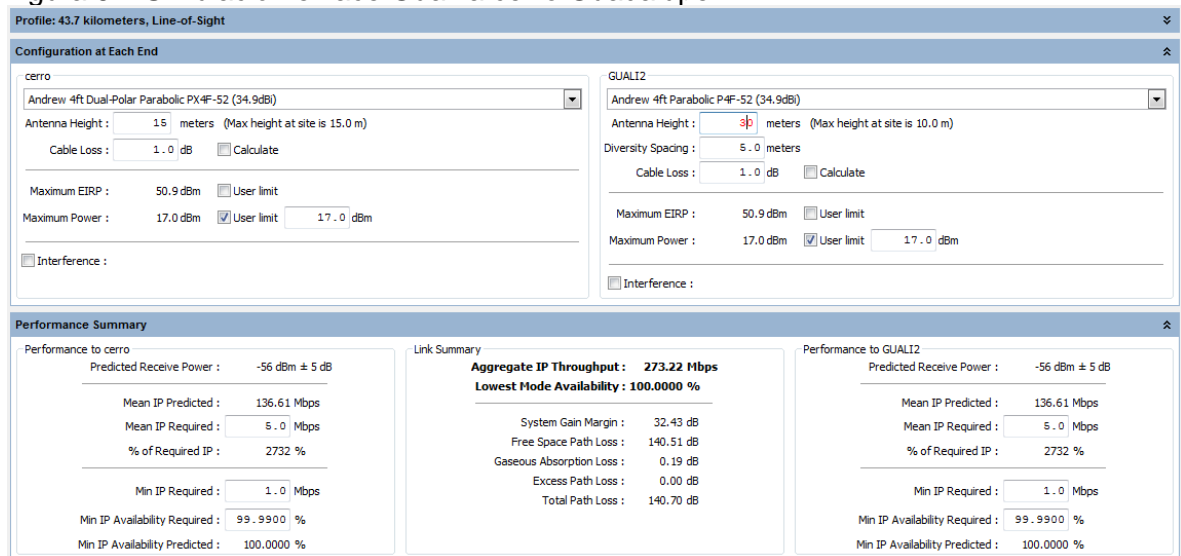 Profile: 43.7 kilometers, Line-of-Sight
Configuration at Each End
cerro
Andrew 4ft Dual-Polar Parabolic PX4F-52 (34.9dBi)
Antenna Height : 15 meters (Max height at site is 15.0 m)
Cable Loss : 1.0 dB Calculate
Maximum EIRP : 50.9 dBm User limit
Maximum Power : 17.0 dBm User limit 17.0 dBm
Interference :
GUALI2
Andrew 4ft Parabolic P4F-52 (34.9dBi)
Antenna Height : 30 meters (Max height at site is 10.0 m)
Diversity Spacing : 5.0 meters
Cable Loss : 1.0 dB Calculate
Maximum EIRP : 50.9 dBm User limit
Maximum Power : 17.0 dBm User limit 17.0 dBm
Interference :
Performance Summary
Performance to cerro
Predicted Receive Power : -56 dBm ± 5 dB
Mean IP Predicted : 136.61 Mbps
Mean IP Required : 5.0 Mbps
% of Required IP : 2732 %
Min IP Required : 1.0 Mbps
Min IP Availability Required : 99.9900 %
Min IP Availability Predicted : 100.0000 %
Link Summary
Aggregate IP Throughput : 273.22 Mbps
Lowest Mode Availability : 100.0000 %
System Gain Margin : 32.43 dB
Free Space Path Loss : 140.51 dB
Gaseous Absorption Loss : 0.19 dB
Excess Path Loss : 0.00 dB
Total Path Loss : 140.70 dB
Performance to GUALI2
Predicted Receive Power : -56 dBm ± 5 dB
Mean IP Predicted : 136.61 Mbps
Mean IP Required : 5.0 Mbps
% of Required IP : 2732 %
Min IP Required : 1.0 Mbps
Min IP Availability Required : 99.9900 %
Min IP Availability Predicted : 100.0000 %